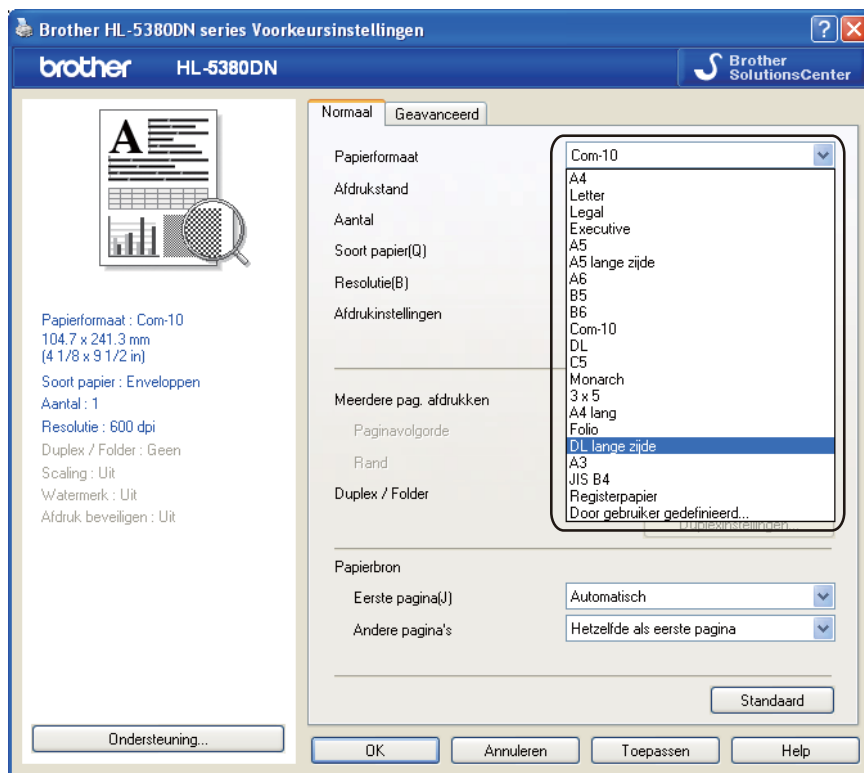 Brother HL-5380DN series Voorkeursinstellingen
brother HL-5380DN
Brother
SolutionsCenter
A
Papierformaat : Com-10
104.7 x 241.3 mm
(4 1/8 x 9 1/2 in)
Soort papier : Enveloppen
Aantal : 1
Resolutie : 600 dpi
Duplex / Folder : Geen
Scaling : Uit
Watermerk : Uit
Afdruk beveiligen : Uit
Ondersteuning...
Normaal
Geavanceerd
Papierformaat
Com-10
Afdrukstand
Aantal
Soort papier(Q)
Resolutie(B)
Afdrukinstellingen
A4
Letter
Legal
Executive
A5
A5 lange zijde
A6
B5
B6
Com-10
DL
C5
Monarch
3 x 5
A4 lang
Folio
DL lange zijde
A3
JIS B4
Registerpapier
Door gebruiker gedefinieerd...
Meerdere pag. afdrukken
Paginavolgorde
Rand
Duplex / Folder
Duplexinstellingen...
Papierbron
Eerste pagina(J)
Automatisch
Andere pagina's
Hetzelfde als eerste pagina
Standaard
OK
Annuleren
Toepassen
Help